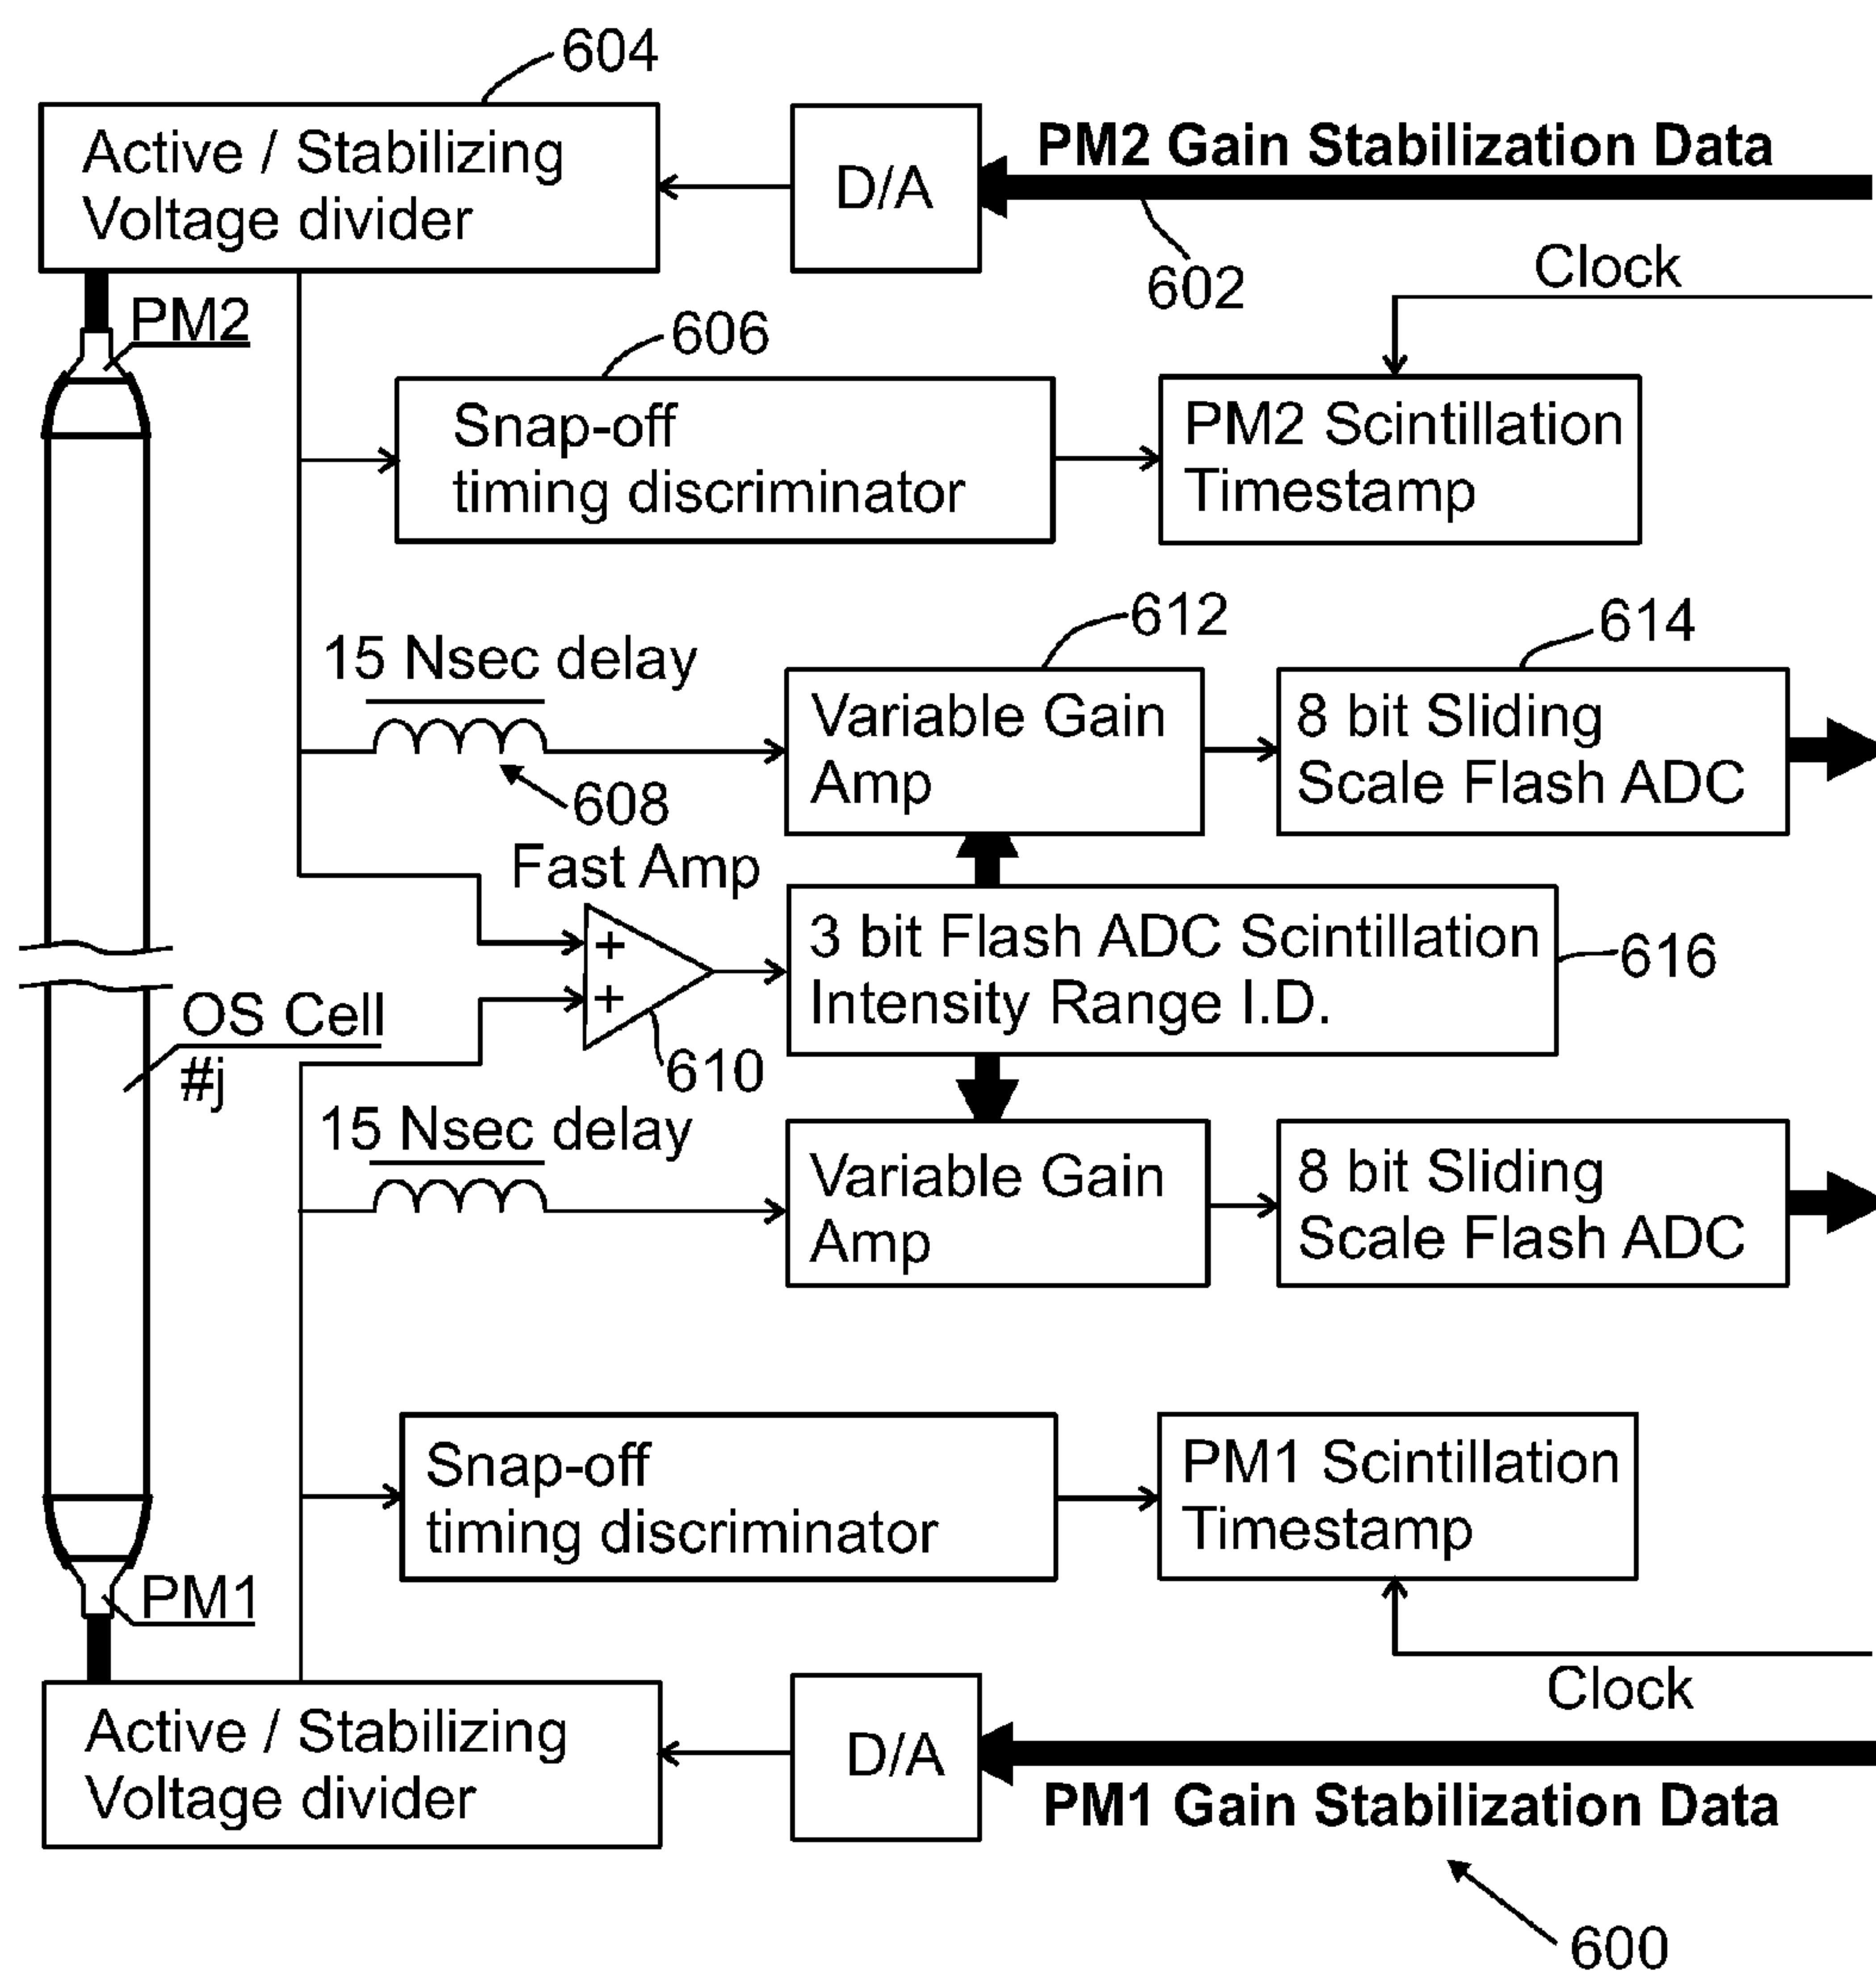 604
Active / Stabilizing
Voltage divider
D/A
PM2 Gain Stabilization Data
602
Clock
PM2
606
Snap-off
timing discriminator
PM2 Scintillation
Timestamp
15 Nsec delay
608
612
Variable Gain
Amp
614
8 bit Sliding
Scale Flash ADC
Fast Amp
+
+
610
3 bit Flash ADC Scintillation
Intensity Range I.D.
616
OS Cell
#j
15 Nsec delay
Variable Gain
Amp
8 bit Sliding
Scale Flash ADC
Snap-off
timing discriminator
PM1 Scintillation
Timestamp
PM1
Clock
Active / Stabilizing
Voltage divider
D/A
PM1 Gain Stabilization Data
600